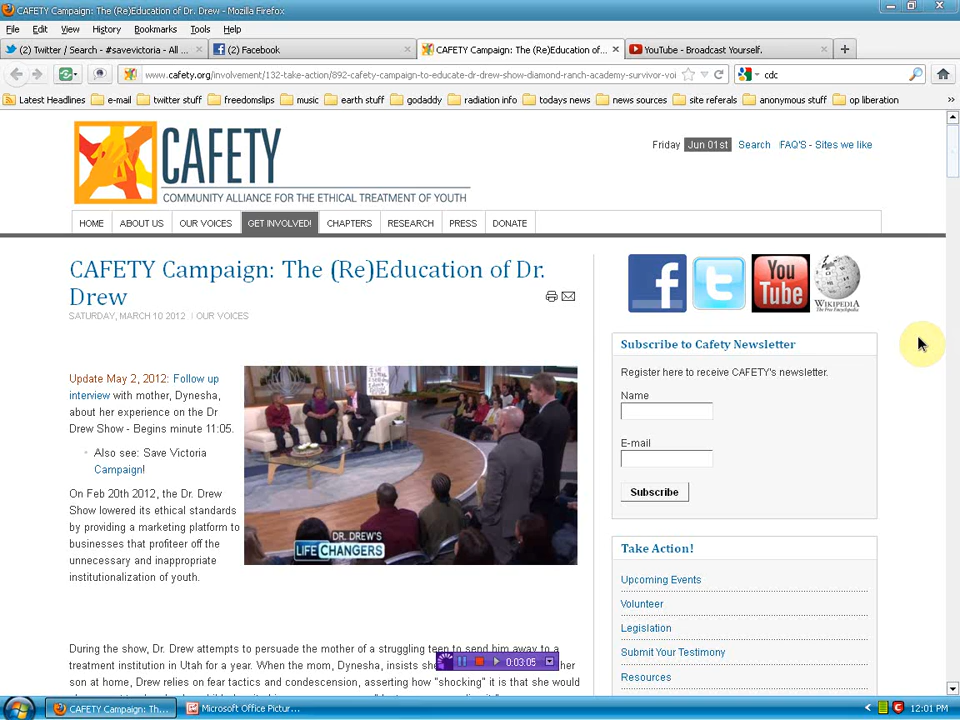 CAFETY Campaign: The (Re)Education of Dr. Drew - Mozilla Firefox
File Edit View History Bookmarks Tools Help
(2) Twitter / Search - #savevictoria - All ...
(2) Facebook
CAFETY Campaign: The (Re)Education of...
YouTube - Broadcast Yourself.
www.cafety.org/involvement/132-take-action/892-cafety-campaign-to-educate-dr-drew-show-diamond-ranch-academy-survivor-voi
cdc
Latest Headlines e-mail twitter stuff freedomslips music earth stuff godaddy radiation info todays news news sources site referals anonymous stuff op liberation
CAFETY
COMMUNITY ALLIANCE FOR THE ETHICAL TREATMENT OF YOUTH
Friday Jun 01st Search FAQ'S - Sites we like
HOME ABOUT US OUR VOICES GET INVOLVED! CHAPTERS RESEARCH PRESS DONATE
CAFETY Campaign: The (Re)Education of Dr.
Drew
SATURDAY, MARCH 10 2012 | OUR VOICES
Update May 2, 2012: Follow up
interview with mother, Dynesha,
about her experience on the Dr
Drew Show - Begins minute 11:05.
Also see: Save Victoria
Campaign!
On Feb 20th 2012, the Dr. Drew
Show lowered its ethical standards
by providing a marketing platform to
businesses that profiteer off the
unnecessary and inappropriate
institutionalization of youth.
DR. DREW'S
LIFECHANGERS
During the show, Dr. Drew attempts to persuade the mother of a struggling teen to send him away to a
treatment institution in Utah for a year. When the mom, Dynesha, insists she her
son at home, Drew relies on fear tactics and condescension, asserting how "shocking" it is that she would
You Tube
WIKIPEDIA
The Free Encyclopedia
Subscribe to Cafety Newsletter
Register here to receive CAFETY's newsletter.
Name
E-mail
Subscribe
Take Action!
Upcoming Events
Volunteer
Legislation
Submit Your Testimony
Resources
0:03:05
CAFETY Campaign: Th...
Microsoft Office Pictur...
12:01 PM